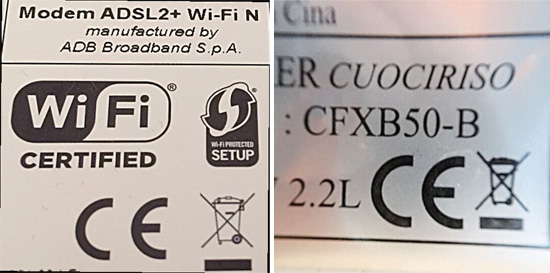 Modem ADSL2+ Wi-Fi N
manufactured by
ADB Broadband S.p.A.
Wi Fi ®
CERTIFIED
Wi-Fi PROTECTED
SETUP
CE
Cina
ER CUOCIRISO
: CFXB50-B
2.2L CE